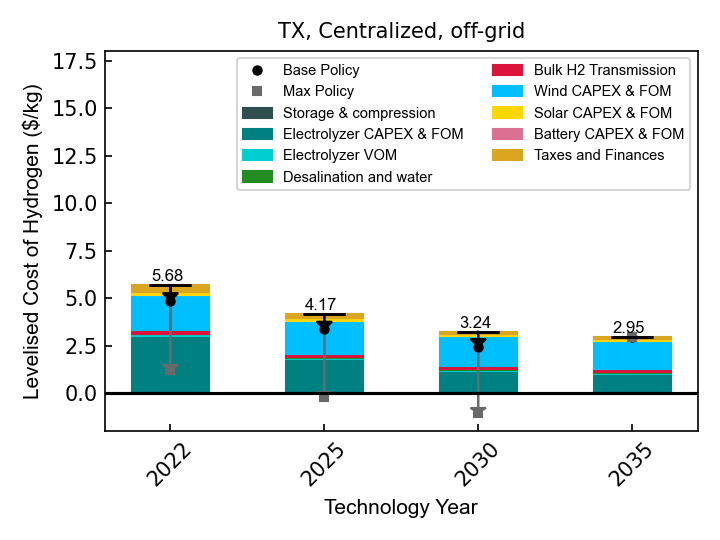 TX, Centralized, off-grid
Levelised Cost of Hydrogen ($/kg)
17.5
15.0
12.5
10.0
7.5
5.0
2.5
0.0
Base Policy
Max Policy
Storage & compression
Electrolyzer CAPEX & FOM
Electrolyzer VOM
Desalination and water
Bulk H2 Transmission
Wind CAPEX & FOM
Solar CAPEX & FOM
Battery CAPEX & FOM
Taxes and Finances
5.68
4.17
3.24
2.95
2022
2025
2030
2035
Technology Year